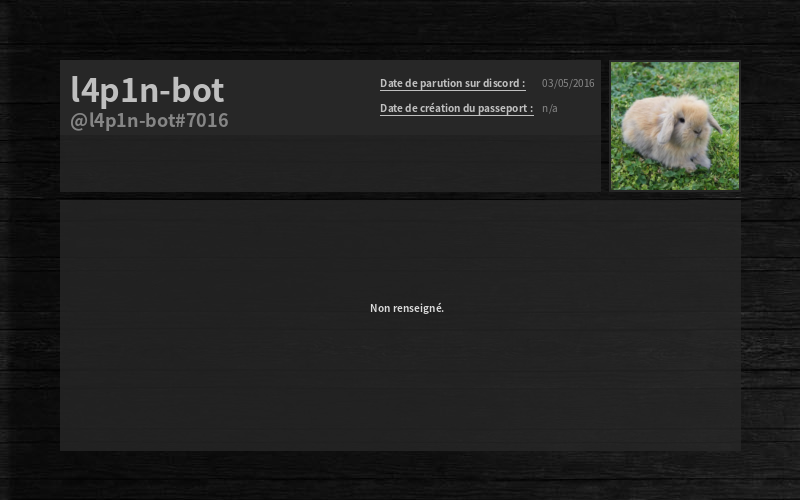 l4p1n-bot
@l4p1n-bot#7016
Date de parution sur discord : 03/05/2016
Date de création du passeport : n/a
Non renseigné.